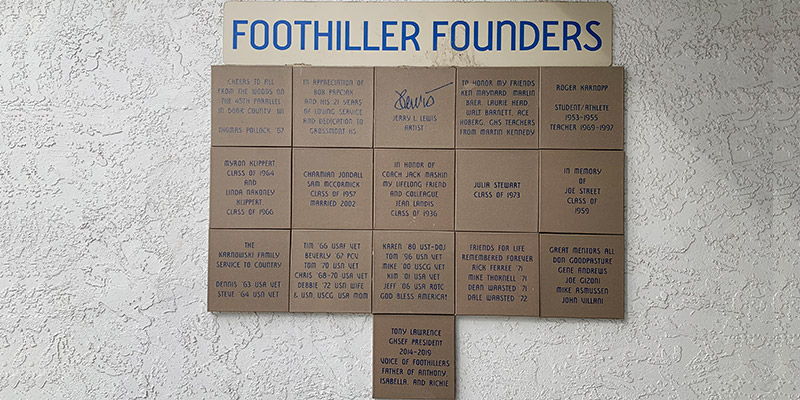 FOOTHILLER FOUNDERS
CHEERS TO ALL
FROM THE WOODS ON
THE 45TH PARALLEL
IN DOOR COUNTY, WI
THOMAS POLLOCK '67
IN APPRECIATION OF
BOB
AND HIS 21 YEARS
OF LOVING SERVICE
AND DEDICATION TO
GROSSMONT HS
Lewis
JERRY L. LEWIS
ARTIST
TO HONOR MY FRIENDS
KEN MAYNARD, MARLIN
BAER, LAURIE HERD
WALT BARNETT, ACE
HOBERG, GHS TEACHERS
FROM MARTIN KENNEDY
ROGER KARNOPP
STUDENT/ATHLETE
1953-1955
TEACHER 1969-1997
MYRON KLIPPERT
CLASS OF 1964
AND
LINDA NAKONEY
KLIPPERT,
CLASS OF 1966
CHARMIAN JONDALL
SAM MCCORMICK
CLASS OF 1957
MARRIED 2002
IN HONOR OF
COACH JACK MASHIN
MY LIFELONG FRIEND
AND COLLEAGUE
JEAN LANDIS
CLASS OF 1936
JULIA STEWART
CLASS OF 1973
IN MEMORY
OF
JOE STREET
CLASS OF
1959
THE
KARNOWSKI FAMILY
SERVICE TO COUNTRY
DENNIS '63 USA VET
STEVE '64 USN VET
TIM '66 USAF VET
BEVERLY '67 PCV
TOM '70 USN VET
CHRIS '68-70 USA VET
DEBBIE '72 USN WIFE
& USN, USCG, USA MOM
KAREN '80 UST-DOJ
TOM '96 USN VET
MIKE '00 USCG VET
KIM '01 USA VET
JEFF '06 USA ROTC
GOD BLESS AMERICA!
FRIENDS FOR LIFE
REMEMBERED FOREVER
RICK FERREE '71
MIKE THORNELL '71
DEAN WARSTED '71
DALE WARSTED '72
GREAT MENTORS ALL
DON GOODPASTURE
GENE ANDREWS
JOE GIZONI
MIKE ASMUSSEN
JOHN VILLANI
TONY LAWRENCE
GHSEF PRESIDENT
2014-2019
VOICE OF FOOTHILLERS
FATHER OF ANTHONY,
ISABELLA, AND RICHIE